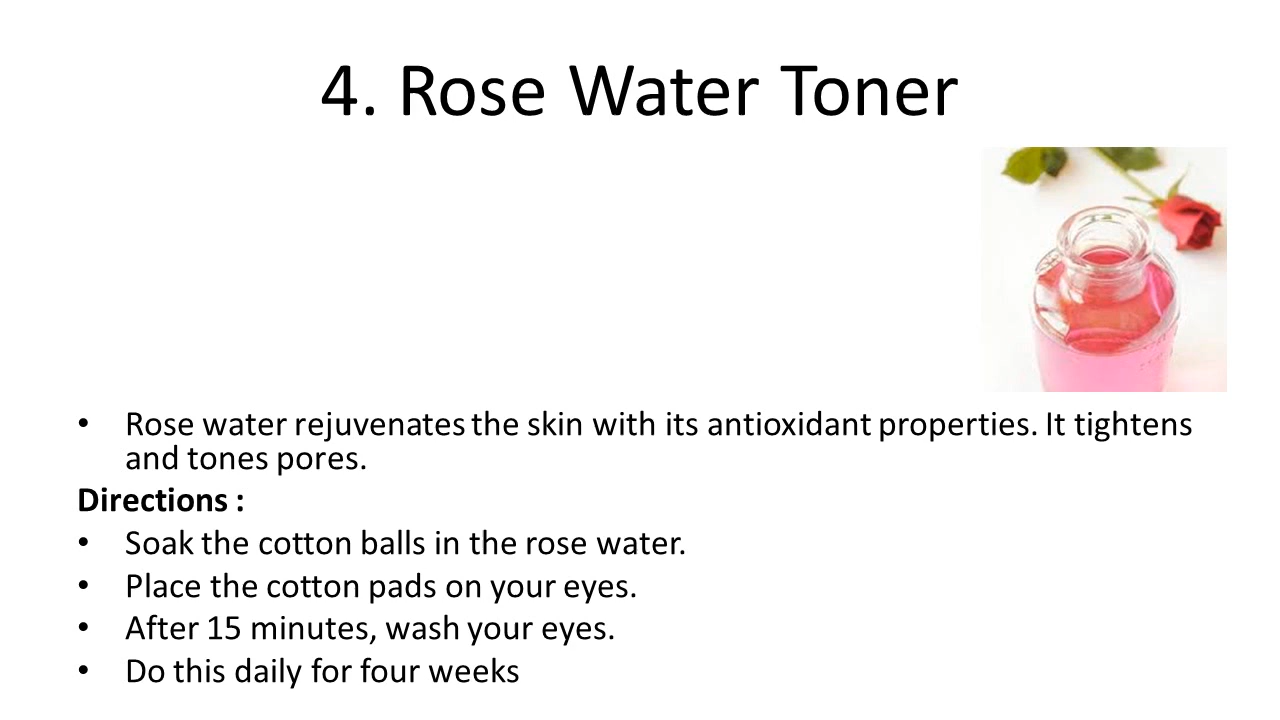 4. Rose Water Toner
• Rose water rejuvenates the skin with its antioxidant properties. It tightens
and tones pores.
Directions :
• Soak the cotton balls in the rose water.
• Place the cotton pads on your eyes.
• After 15 minutes, wash your eyes.
• Do this daily for four weeks